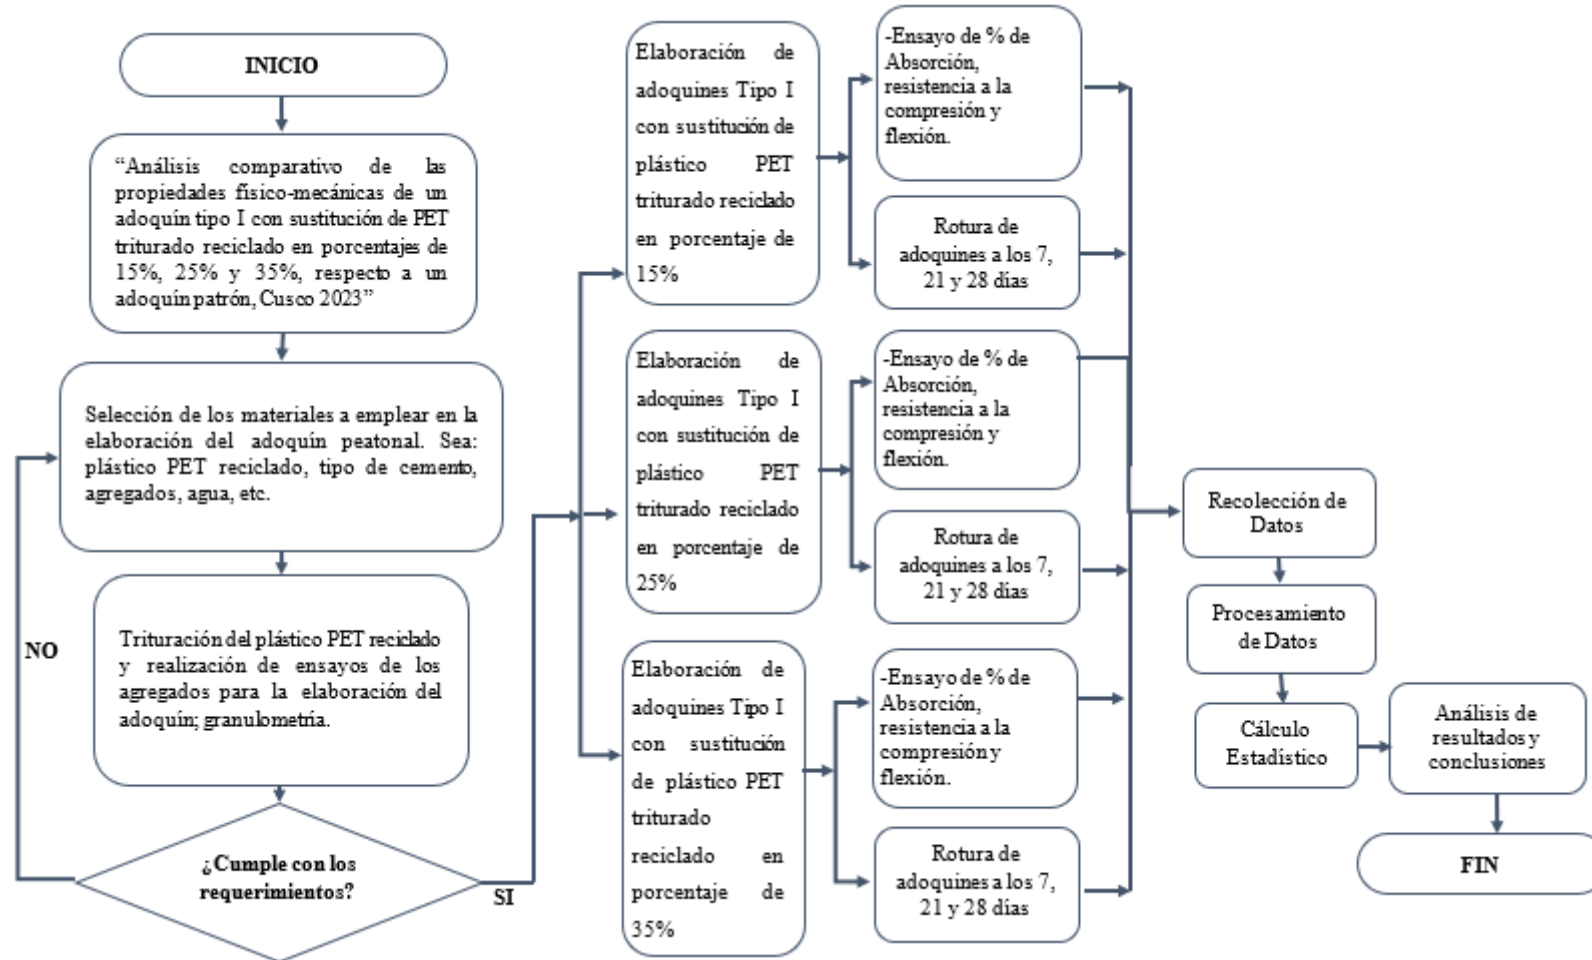 INICIO
“Análisis comparativo de las
propiedades físico-mecánicas de un
adoquín tipo I con sustitución de PET
triturado reciclado en porcentajes de
15%, 25% y 35%, respecto a un
adoquín patrón, Cusco 2023”
Selección de los materiales a emplear en la
elaboración del adoquín peatonal. Sea:
plástico PET reciclado, tipo de cemento,
agregados, agua, etc.
Trituración del plástico PET reciclado
y realización de ensayos de los
agregados para la elaboración del
adoquín; granulometría.
¿Cumple con los
requerimientos?
NO
SI
Elaboración de
adoquines Tipo I
con sustitución de
plástico PET
triturado reciclado
en porcentaje de
15%
-Ensayo de % de
Absorción,
resistencia a la
compresión y
flexión.
Rotura de
adoquines a los 7,
21 y 28 días
Elaboración de
adoquines Tipo I
con sustitución de
plástico PET
triturado reciclado
en porcentaje de
25%
-Ensayo de % de
Absorción,
resistencia a la
compresión y
flexión.
Rotura de
adoquines a los 7,
21 y 28 días
Elaboración de
adoquines Tipo I
con sustitución
de plástico PET
triturado
reciclado en
porcentaje de
35%
-Ensayo de % de
Absorción,
resistencia a la
compresión y
flexión.
Rotura de
adoquines a los 7,
21 y 28 días
Recolección de
Datos
Procesamiento
de Datos
Cálculo
Estadístico
Análisis de
resultados y
conclusiones
FIN